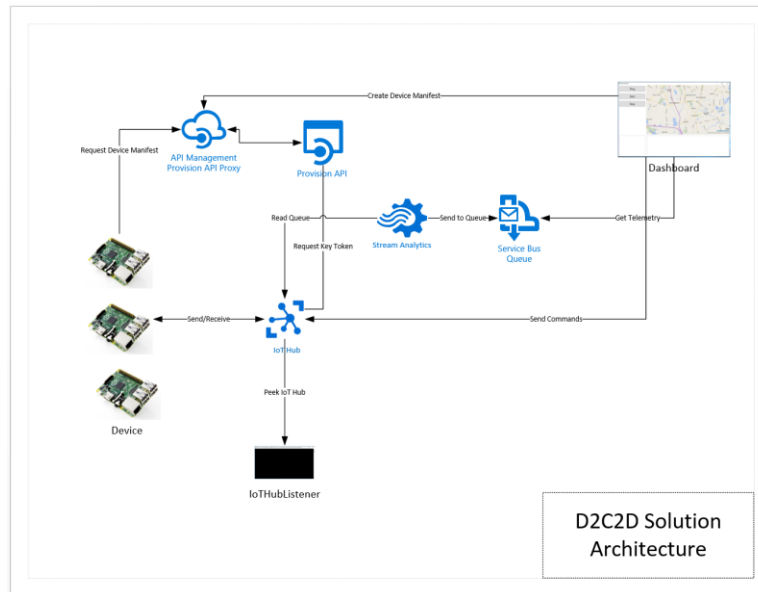 Create Device Manifest
Request Device Manifest
API Management
Provision API Proxy
Provision API
Dashboard
Read Queue
Stream Analytics
Send to Queue
Service Bus
Queue
Get Telemetry
Request Key Token
Send/Receive
IoT Hub
Send Commands
Peek IoT Hub
Device
IoTHubListener
D2C2D Solution
Architecture